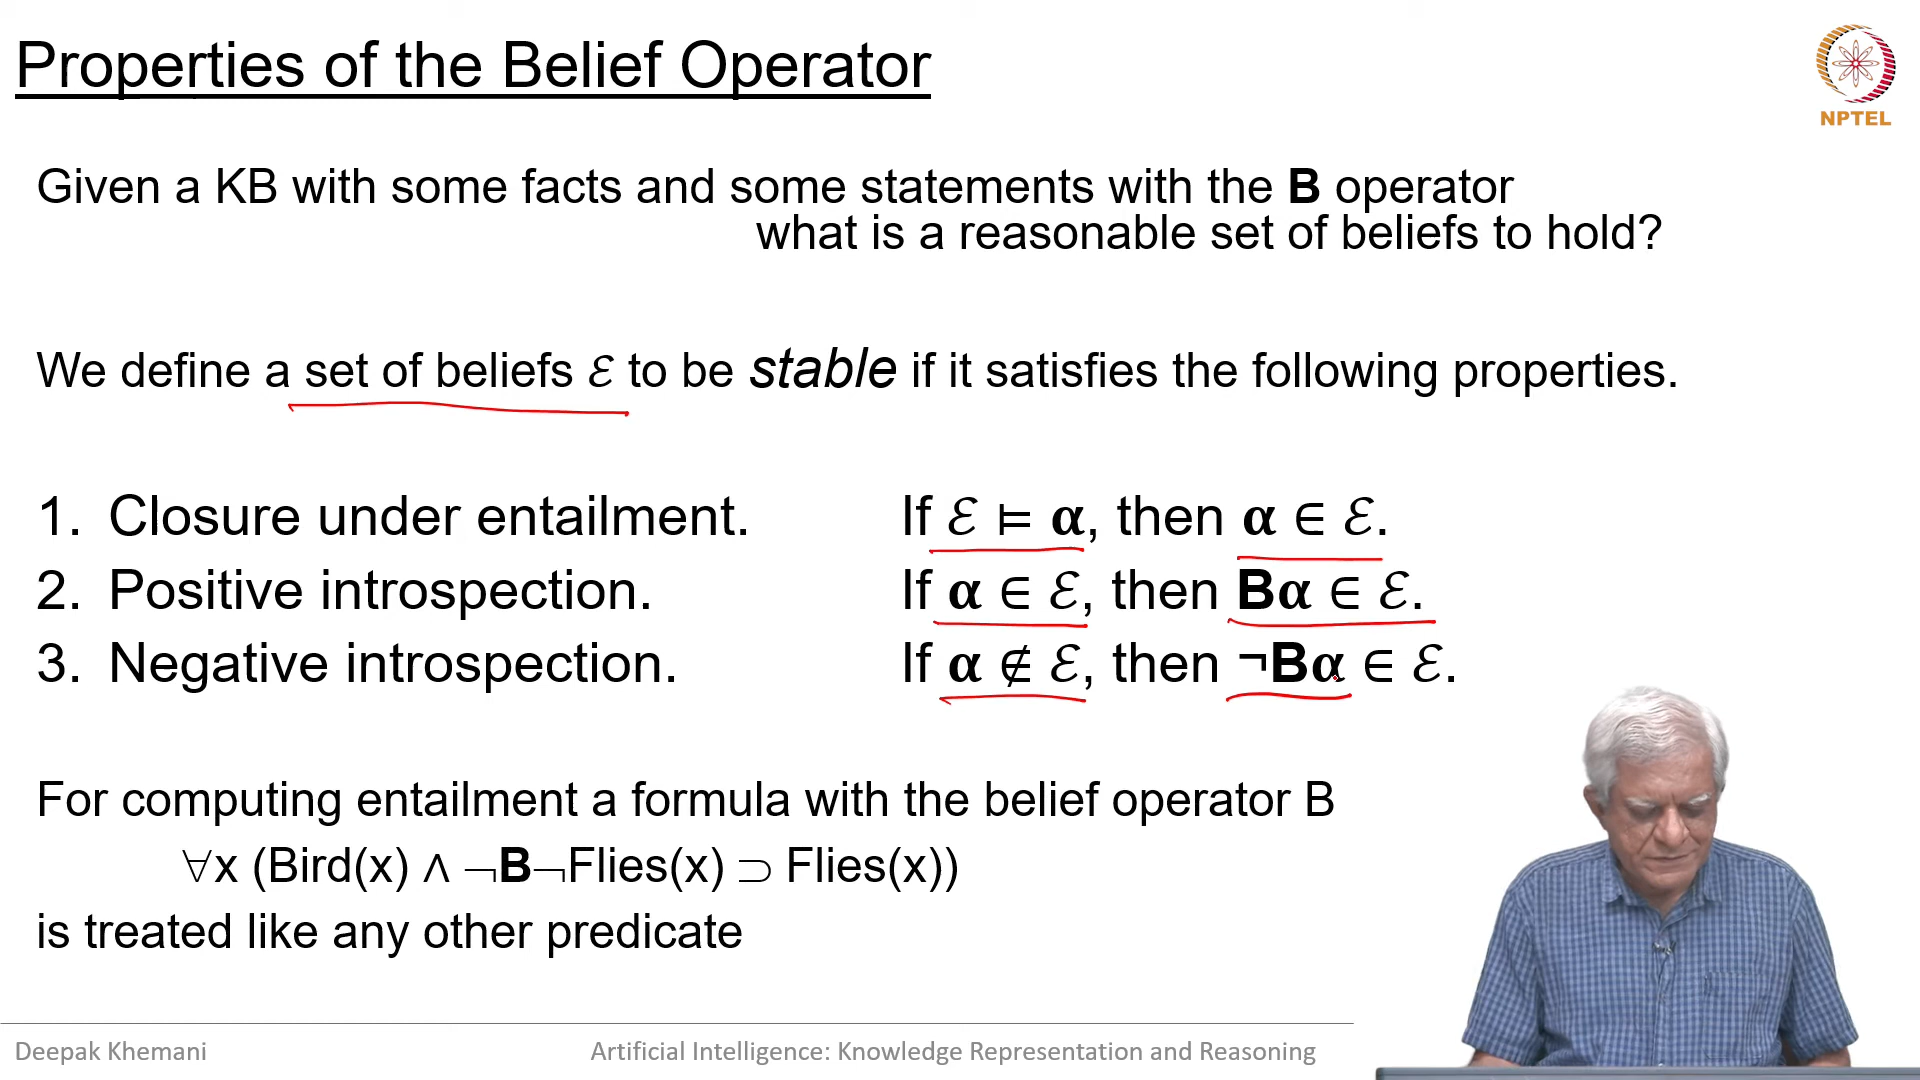 Properties of the Belief Operator
NPTEL
Given a KB with some facts and some statements with the B operator
what is a reasonable set of beliefs to hold?
We define a set of beliefs ℰ to be stable if it satisfies the following properties.
1. Closure under entailment. If ℰ ⊨ α, then α ∈ ℰ.
2. Positive introspection. If α ∈ ℰ, then Bα ∈ ℰ.
3. Negative introspection. If α ∉ ℰ, then ¬Bα ∈ ℰ.
For computing entailment a formula with the belief operator B
∀x (Bird(x) ∧ ¬B¬Flies(x) ⊃ Flies(x))
is treated like any other predicate
Deepak Khemani Artificial Intelligence: Knowledge Representation and Reasoning